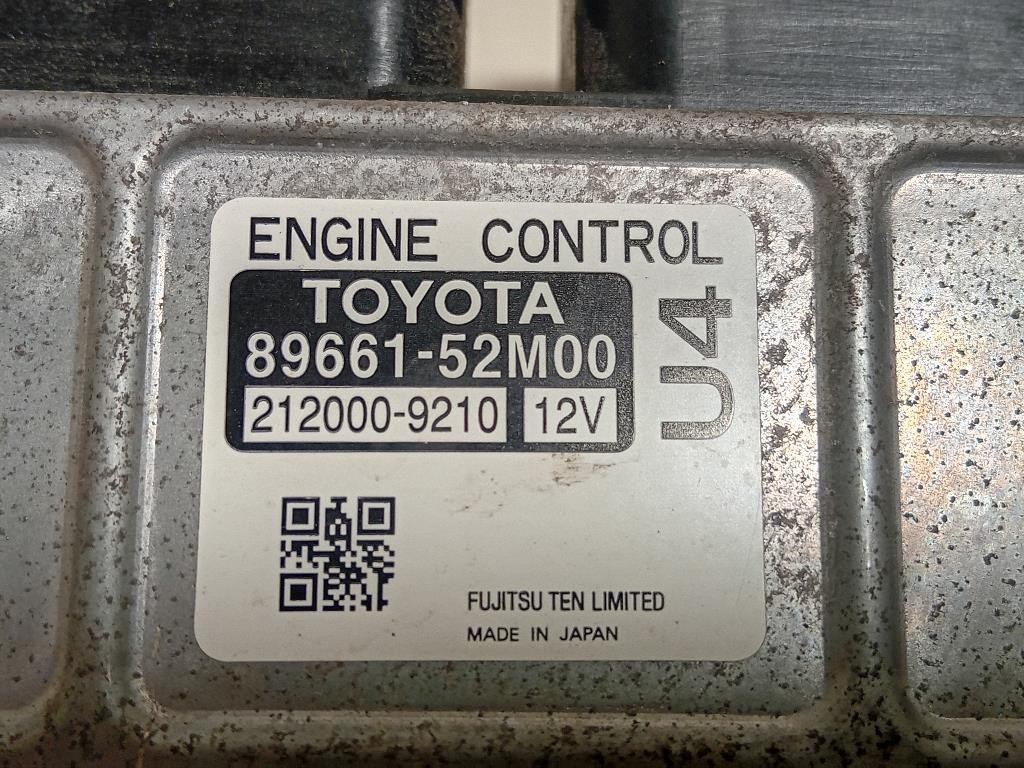 ENGINE CONTROL
TOYOTA
89661-52M00
212000-9210 12V
U4
FUJITSU TEN LIMITED
MADE IN JAPAN